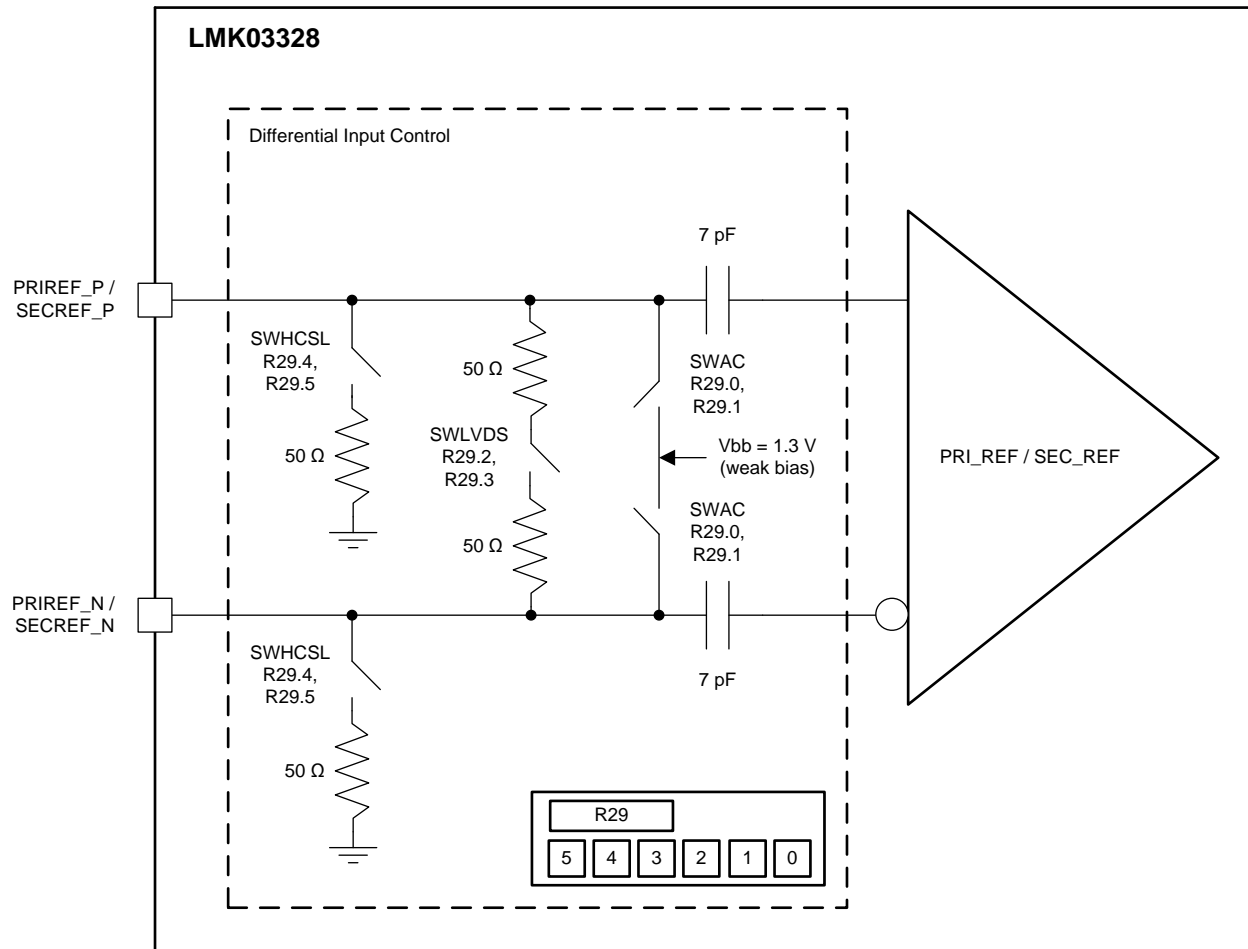 LMK03328
Differential Input Control
7 pF
PRIREF_P /
SECREF_P
SWHCSL
R29.4,
R29.5
50 Ω
50 Ω
SWLVDS
R29.2,
R29.3
50 Ω
SWAC
R29.0,
R29.1
Vbb = 1.3 V
(weak bias)
SWAC
R29.0,
R29.1
PRI_REF / SEC_REF
PRIREF_N /
SECREF_N
SWHCSL
R29.4,
R29.5
50 Ω
7 pF
R29
5 4 3 2 1 0